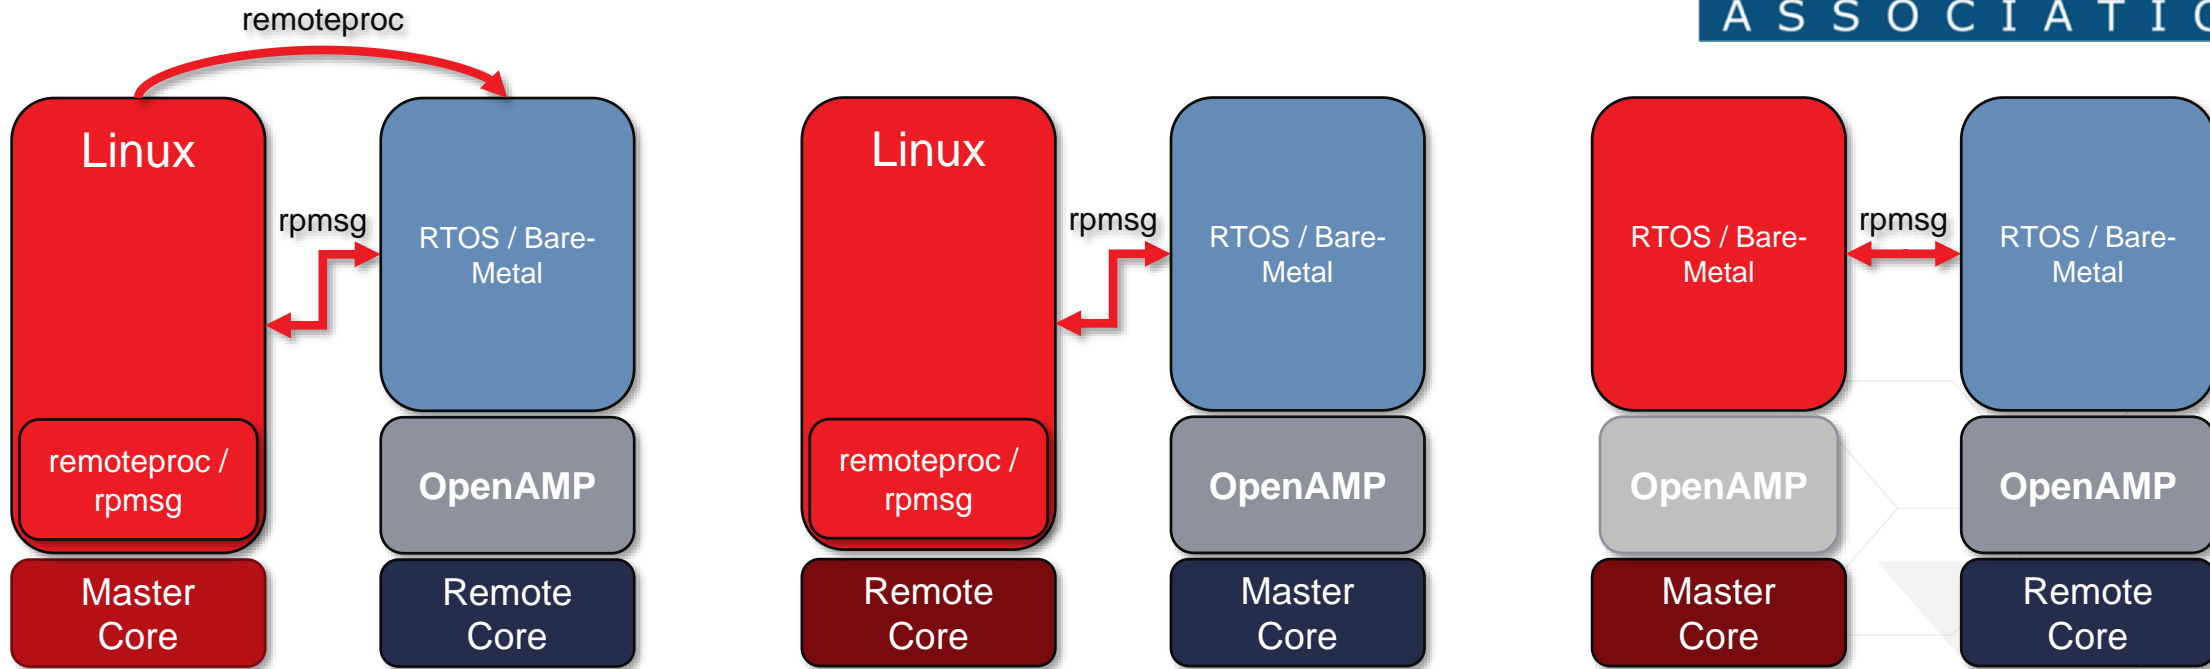 remoteproc
A S S O C I A T I O
Linux
rpmsg
RTOS / Bare-
Metal
remoteproc /
rpmsg
OpenAMP
Master
Core
Remote
Core
Linux
rpmsg
RTOS / Bare-
Metal
remoteproc /
rpmsg
OpenAMP
Remote
Core
Master
Core
RTOS / Bare-
Metal
rpmsg
RTOS / Bare-
Metal
OpenAMP
OpenAMP
Master
Core
Remote
Core